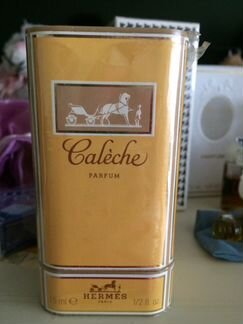 Calèche
PARFUM
HERMÈS
PARIS
15 ml e 1/2 fl oz